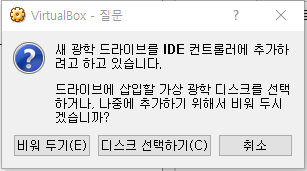 VirtualBox - 질문
새 광학 드라이브를 IDE 컨트롤러에 추가하
려고 하고 있습니다.
드라이브에 삽입할 가상 광학 디스크를 선택
하거나, 나중에 추가하기 위해서 비워 두시
겠습니까?
비워 두기(E) 디스크 선택하기(C) 취소